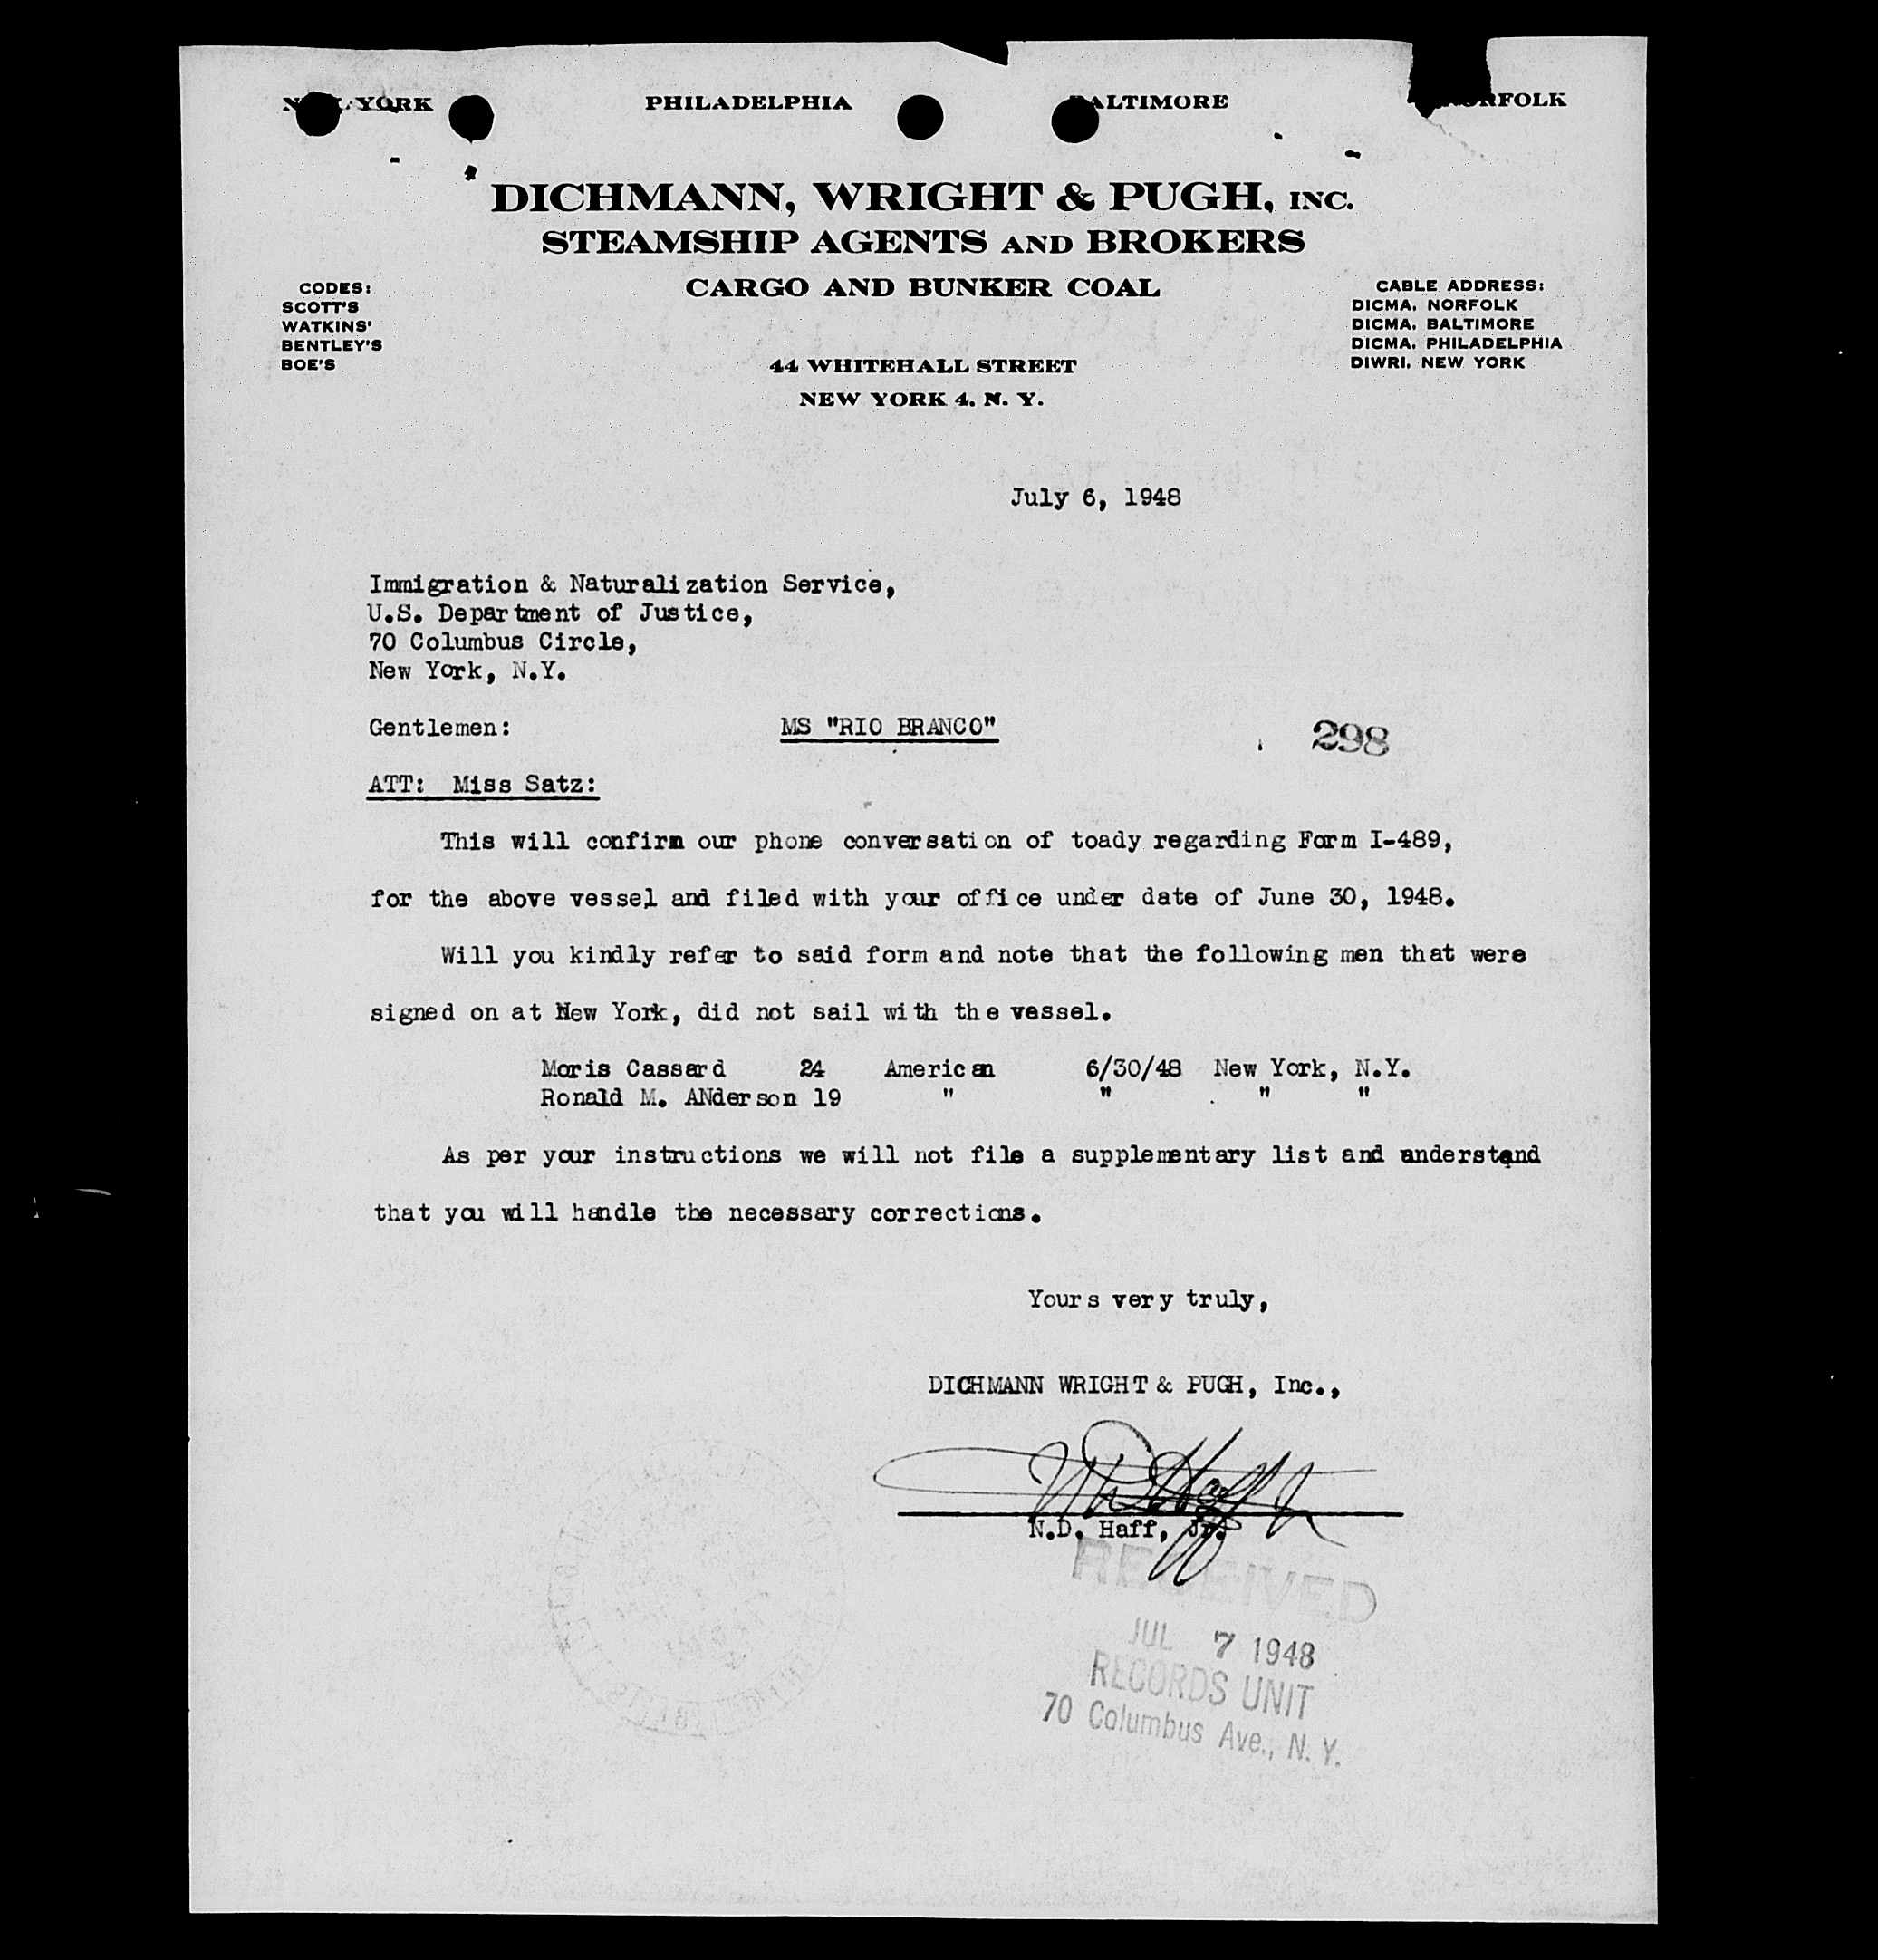 YORK PHILADELPHIA BALTIMORE NORFOLK
DICHMANN, WRIGHT & PUGH, INC.
STEAMSHIP AGENTS AND BROKERS
CARGO AND BUNKER COAL
CODES:
SCOTT'S
WATKINS'
BENTLEY'S
BOE'S
CABLE ADDRESS:
DICMA, NORFOLK
DICMA, BALTIMORE
DICMA, PHILADELPHIA
DIWRI, NEW YORK
44 WHITEHALL STREET
NEW YORK 4, N. Y.
July 6, 1948
Immigration & Naturalization Service,
U.S. Department of Justice,
70 Columbus Circle,
New York, N.Y.
Gentlemen: MS "RIO BRANCO" 298
ATT: Miss Satz:
This will confirm our phone conversation of toady regarding Form I-489,
for the above vessel and filed with your office under date of June 30, 1948.
Will you kindly refer to said form and note that the following men that were
signed on at New York, did not sail with the vessel.
Moris Cassard 24 American 6/30/48 New York, N.Y.
Ronald M. ANderson 19 " " " "
As per your instructions we will not file a supplementary list and understand
that you will handle the necessary corrections.
Yours very truly,
DICHMANN WRIGHT & PUGH, Inc.,
N.D. Haff, Jr.
RECEIVED
JUL 7 1948
RECORDS UNIT
70 Columbus Ave., N. Y.